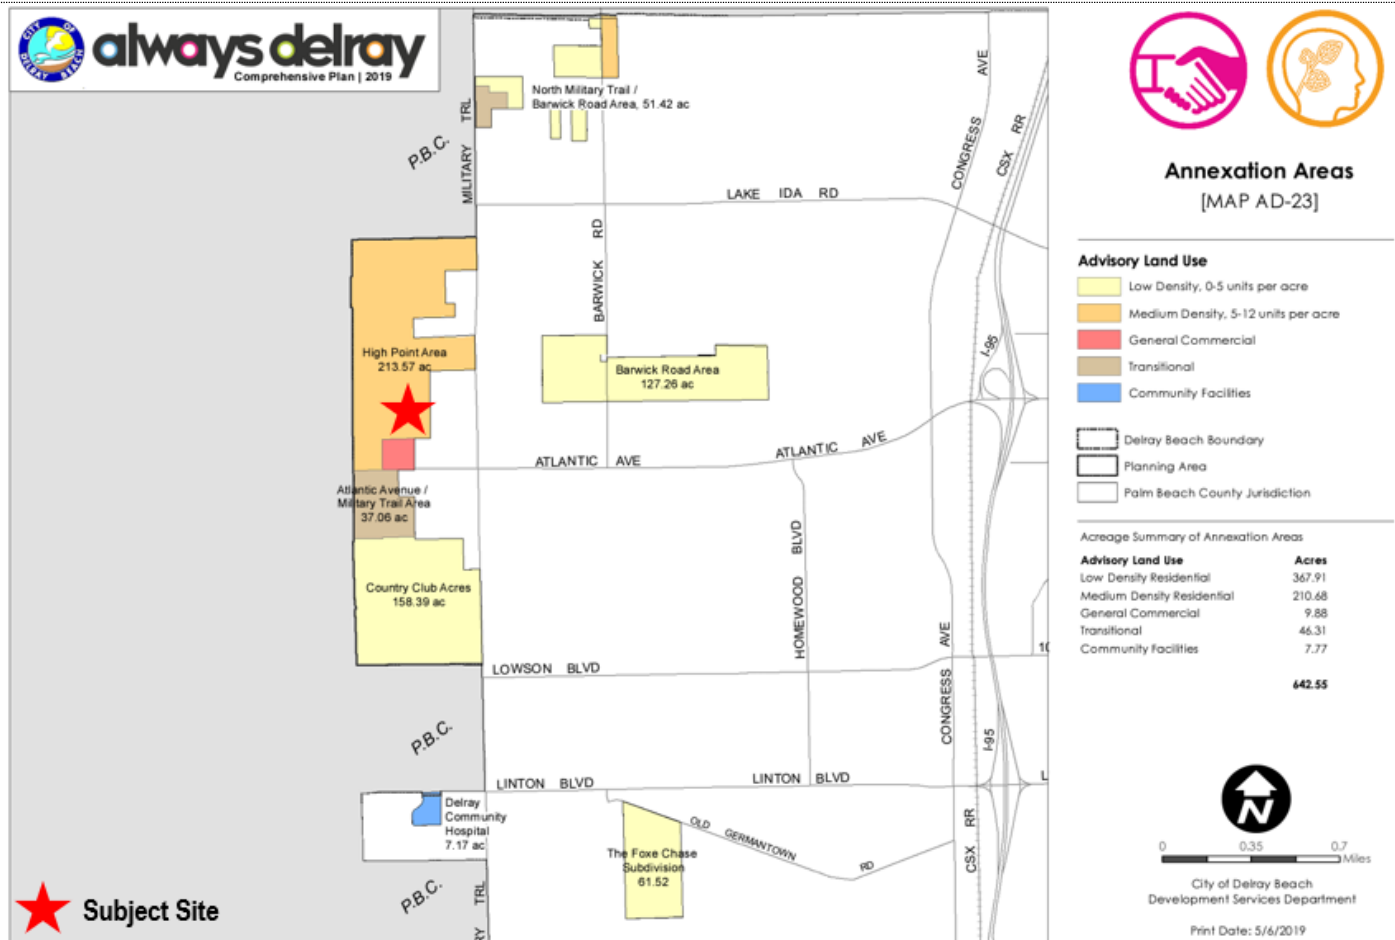 CITY OF DELRAY BEACH
always delray
Comprehensive Plan | 2019
North Military Trail /
Barwick Road Area, 51.42 ac
P.B.C.
MILITARY TRL
LAKE IDA RD
BARWICK RD
CONGRESS AVE
CSX RR
I-95
High Point Area
213.57 ac
Barwick Road Area
127.26 ac
ATLANTIC AVE
ATLANTIC AVE
Atlantic Avenue /
Military Trail Area
37.06 ac
Country Club Acres
158.39 ac
HOMEWOOD BLVD
CONGRESS AVE
LOWSON BLVD
10
P.B.C.
I-95
LINTON BLVD
LINTON BLVD
L
Delray
Community
Hospital
7.17 ac
The Foxe Chase
Subdivision
61.52
OLD GERMANTOWN RD
CSX RR
P.B.C.
TRL
RY
Subject Site
Annexation Areas
[MAP AD-23]
Advisory Land Use
Low Density, 0-5 units per acre
Medium Density, 5-12 units per acre
General Commercial
Transitional
Community Facilities
Delray Beach Boundary
Planning Area
Palm Beach County Jurisdiction
Acreage Summary of Annexation Areas
Advisory Land Use Acres
Low Density Residential 367.91
Medium Density Residential 210.68
General Commercial 9.88
Transitional 46.31
Community Facilities 7.77
642.55
N
0 0.35 0.7
Miles
City of Delray Beach
Development Services Department
Print Date: 5/6/2019